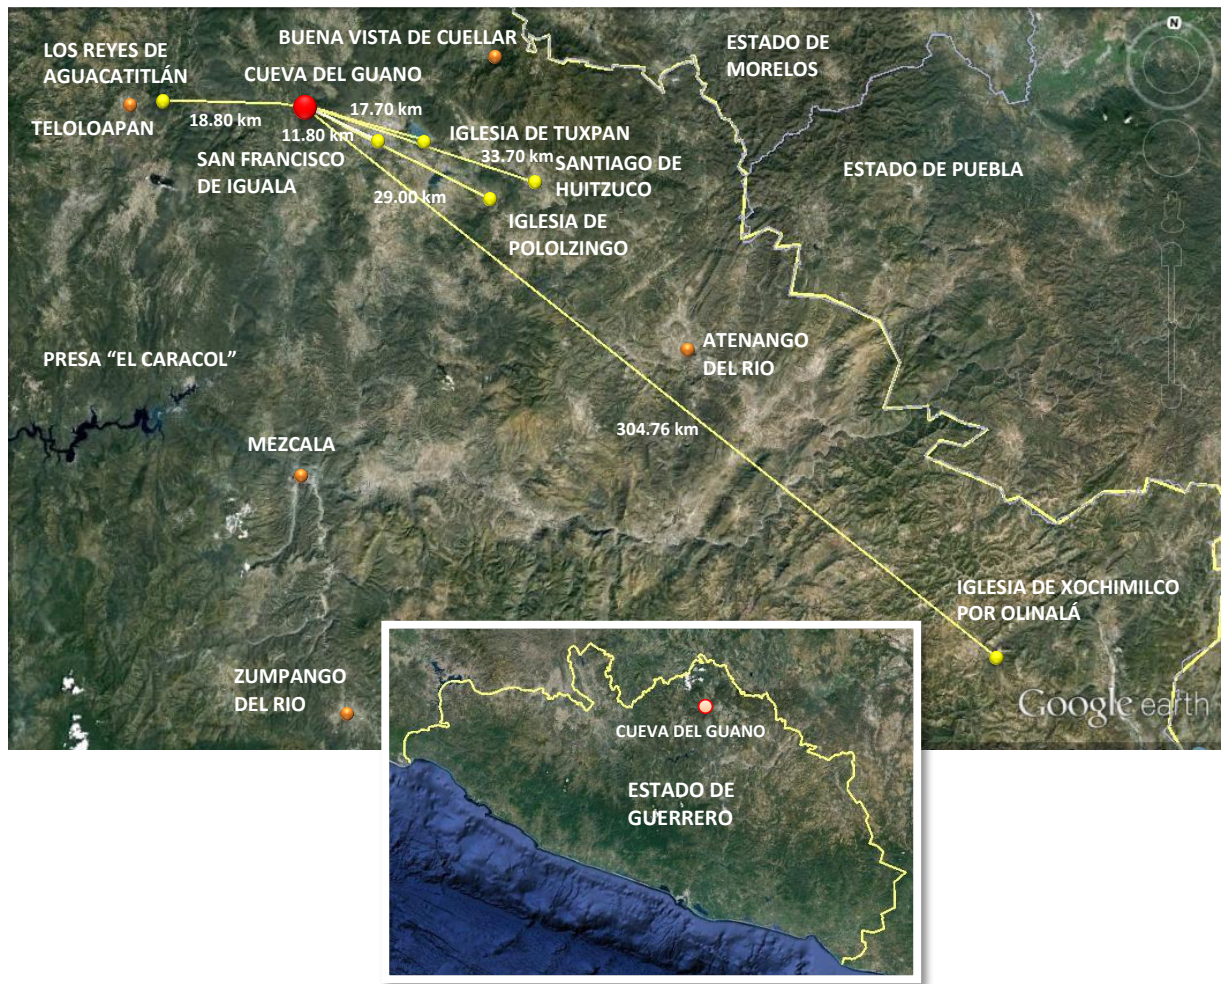 N
BUENA VISTA DE CUELLAR
ESTADO DE
MORELOS
LOS REYES DE
AGUACATITLÁN
CUEVA DEL GUANO
TELOLOAPAN
18.80 km
17.70 km
11.80 km
IGLESIA DE TUXPAN
33.70 km
SANTIAGO DE
HUITZUCO
SAN FRANCISCO
DE IGUALA
29.00 km
IGLESIA DE
POLOLZINGO
ESTADO DE PUEBLA
ATENANGO
DEL RIO
PRESA “EL CARACOL”
304.76 km
MEZCALA
IGLESIA DE XOCHIMILCO
POR OLINALÁ
ZUMPANGO
DEL RIO
Google earth
CUEVA DEL GUANO
ESTADO DE
GUERRERO